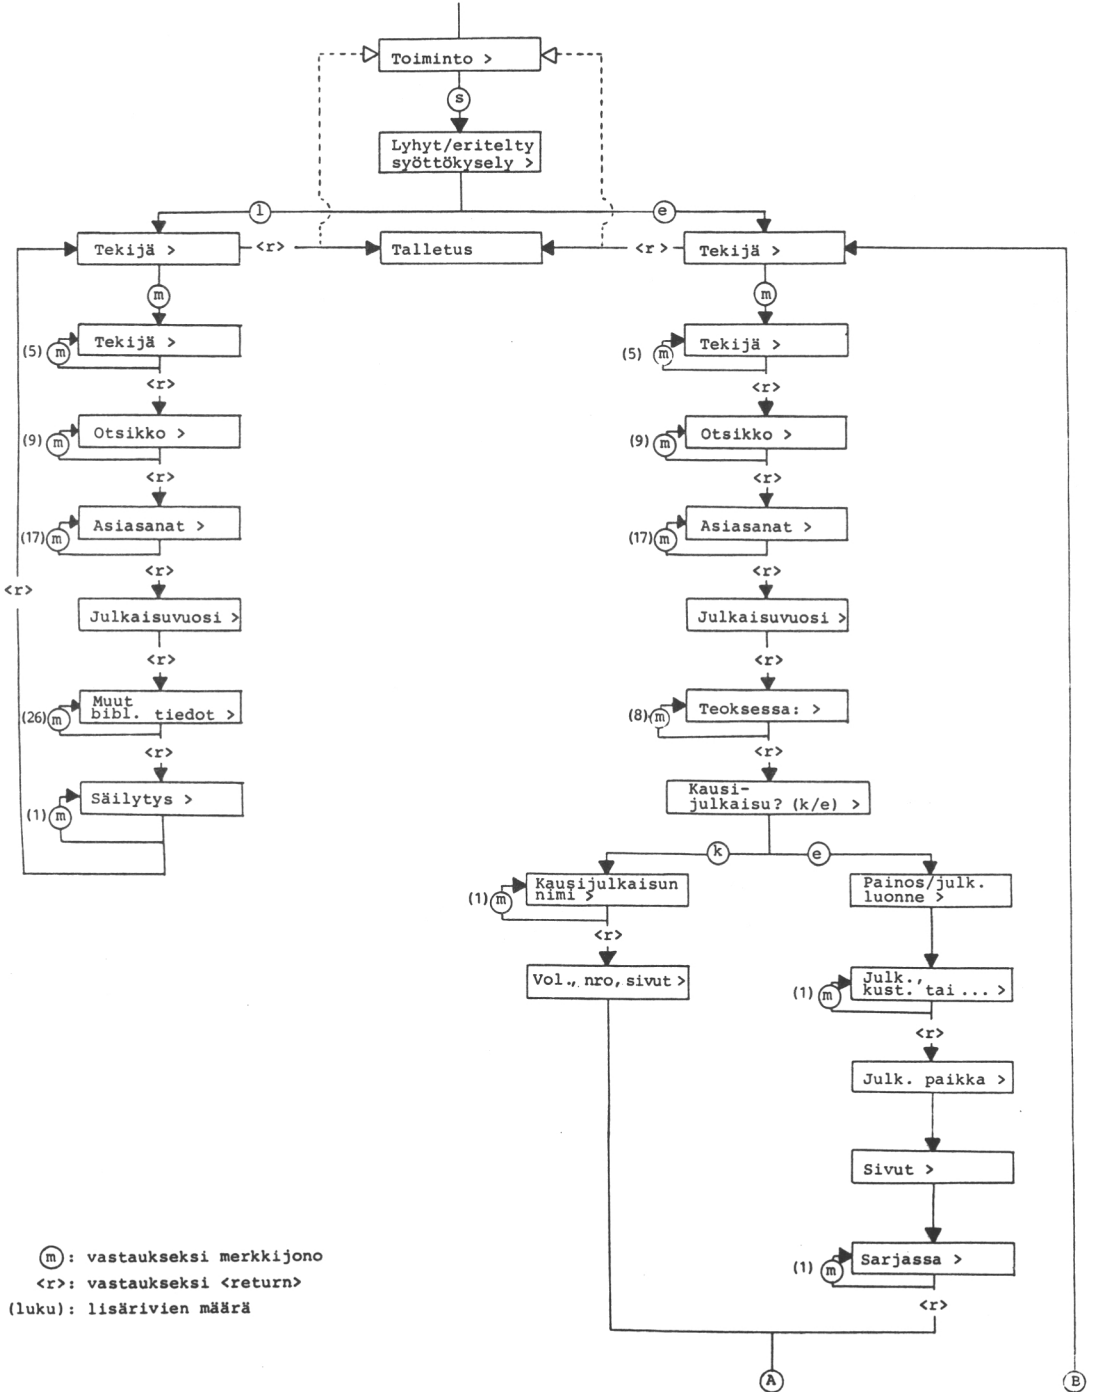 Toiminto >
s
Lyhyt/eritelty
syöttökysely >
l
e
Tekijä >
<r>
Talletus
<r>
Tekijä >
m
Tekijä >
(5) m
<r>
Otsikko >
(9) m
<r>
Asiasanat >
(17) m
<r>
<r>
Julkaisuvuosi >
<r>
Muut
bibl. tiedot >
(26) m
<r>
Säilytys >
(1) m
m
Tekijä >
(5) m
<r>
Otsikko >
(9) m
<r>
Asiasanat >
(17) m
<r>
Julkaisuvuosi >
<r>
Teoksessa: >
(8) m
<r>
Kausi-
julkaisu? (k/e) >
k
e
Kausijulkaisun
nimi >
(1) m
<r>
Vol., nro, sivut >
Painos/julk.
luonne >
Julk.,
kust. tai ... >
(1) m
<r>
Julk. paikka >
Sivut >
Sarjassa >
(1) m
<r>
A
B
m : vastaukseksi merkkijono
<r>: vastaukseksi <return>
(luku): lisärivien määrä